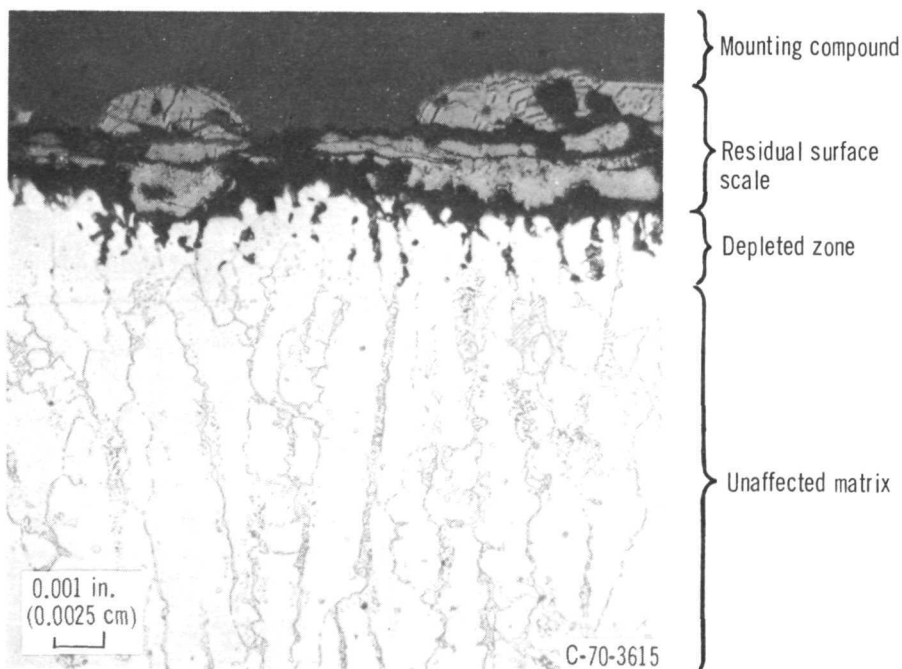 Mounting compound
Residual surface
scale
Depleted zone
Unaffected matrix
0.001 in.
(0.0025 cm)
C-70-3615